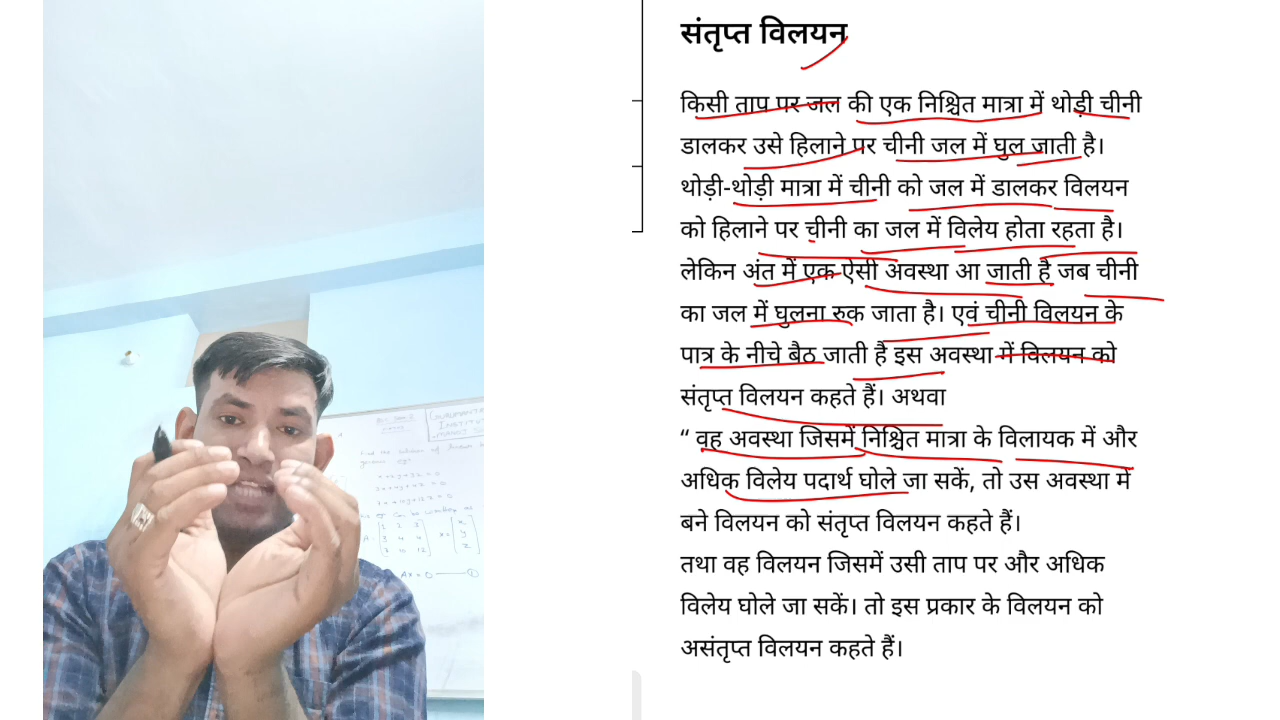 संतृप्त विलयन
किसी ताप पर जल की एक निश्चित मात्रा में थोड़ी चीनी
डालकर उसे हिलाने पर चीनी जल में घुल जाती है।
थोड़ी-थोड़ी मात्रा में चीनी को जल में डालकर विलयन
को हिलाने पर चीनी का जल में विलेय होता रहता है।
लेकिन अंत में एक ऐसी अवस्था आ जाती है जब चीनी
का जल में घुलना रुक जाता है। एवं चीनी विलयन के
पात्र के नीचे बैठ जाती है इस अवस्था में विलयन को
संतृप्त विलयन कहते हैं। अथवा
“ वह अवस्था जिसमें निश्चित मात्रा के विलायक में और
अधिक विलेय पदार्थ घोले जा सकें, तो उस अवस्था में
बने विलयन को संतृप्त विलयन कहते हैं।
तथा वह विलयन जिसमें उसी ताप पर और अधिक
विलेय घोले जा सकें। तो इस प्रकार के विलयन को
असंतृप्त विलयन कहते हैं।